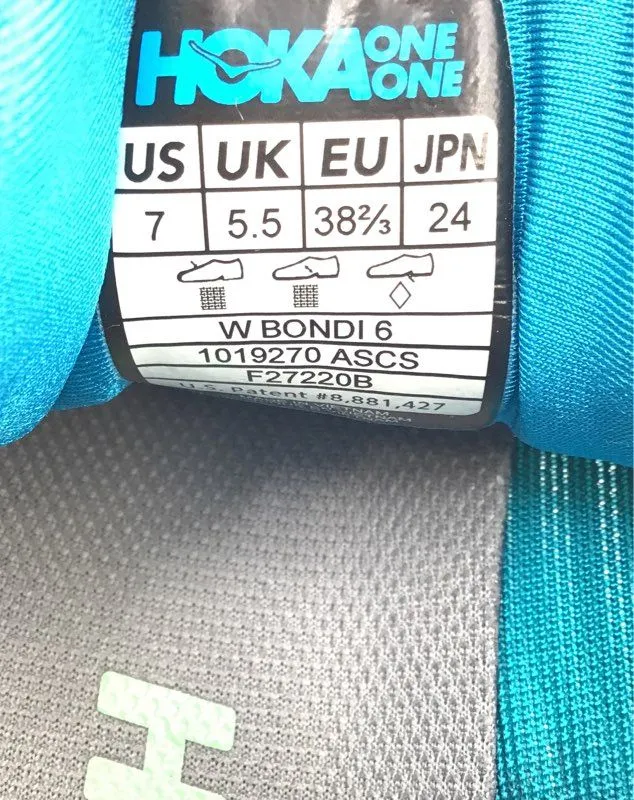 HOKA ONE ONE
US UK EU JPN
7 5.5 38⅔ 24
W BONDI 6
1019270 ASCS
F27220B
U.S. Patent #8,881,427
H